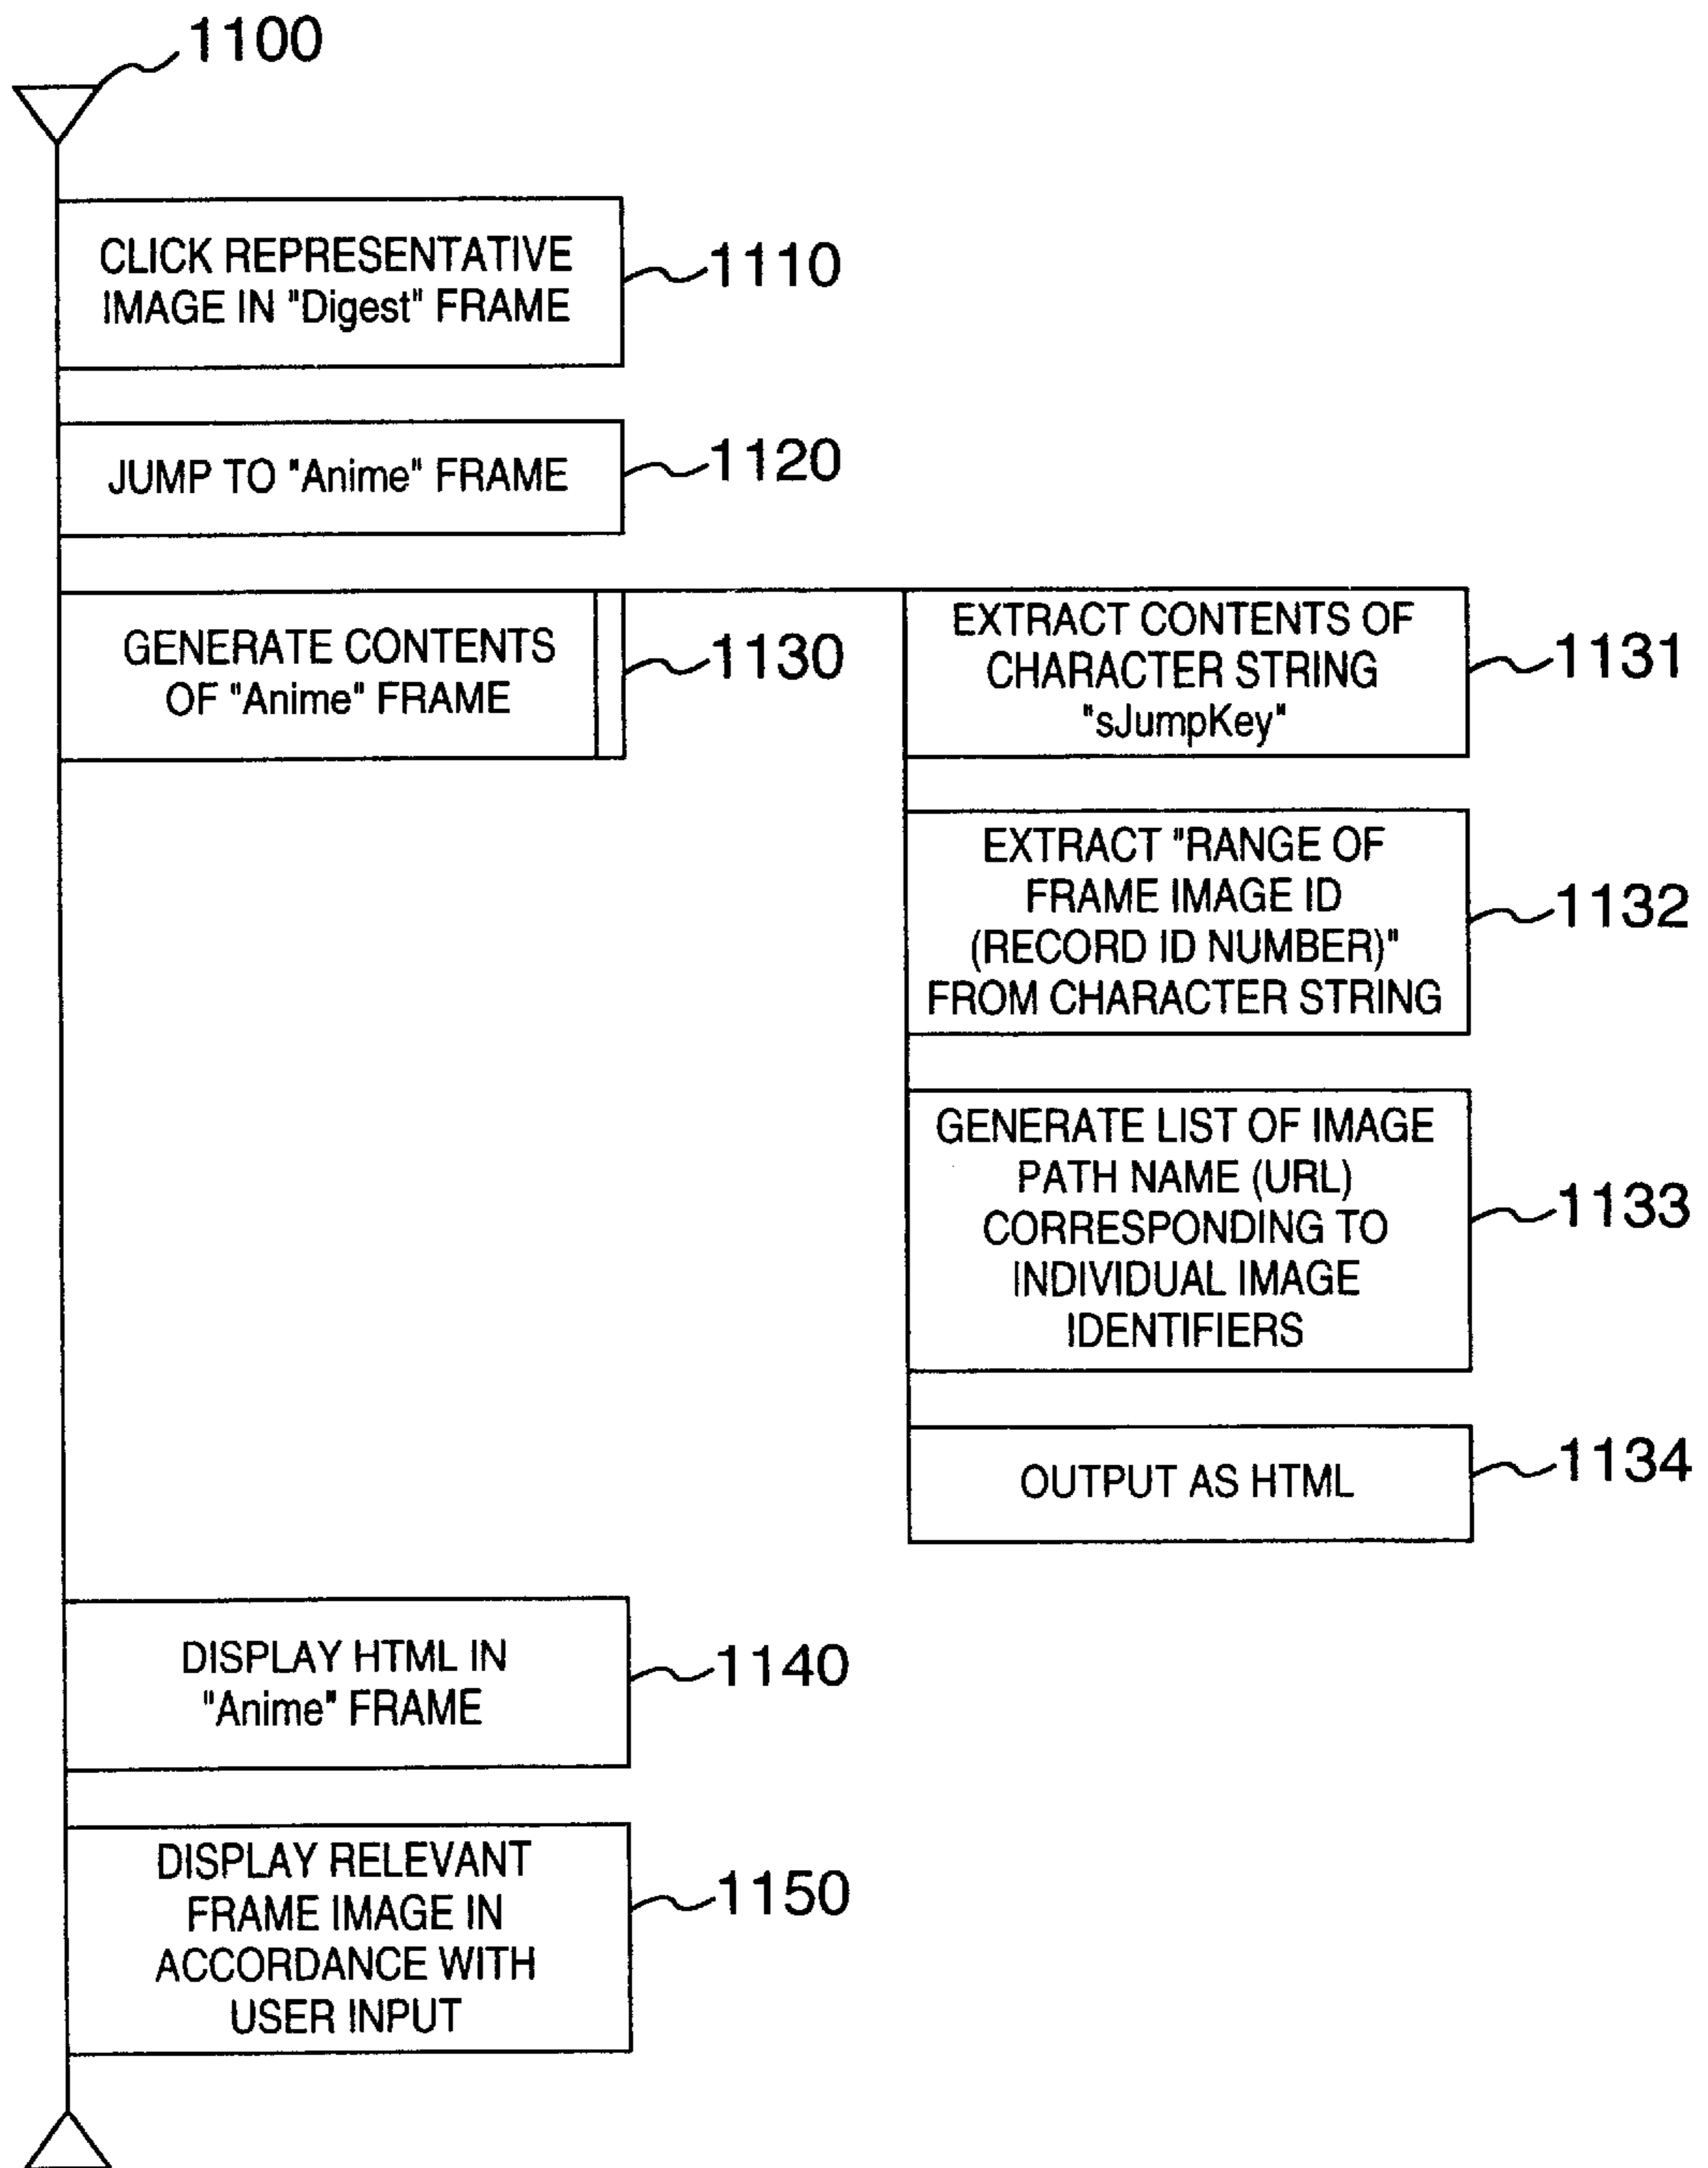 1100
CLICK REPRESENTATIVE
IMAGE IN "Digest" FRAME
1110
JUMP TO "Anime" FRAME
1120
GENERATE CONTENTS
OF "Anime" FRAME
1130
EXTRACT CONTENTS OF
CHARACTER STRING
"sJumpKey"
1131
EXTRACT "RANGE OF
FRAME IMAGE ID
(RECORD ID NUMBER)"
FROM CHARACTER STRING
1132
GENERATE LIST OF IMAGE
PATH NAME (URL)
CORRESPONDING TO
INDIVIDUAL IMAGE
IDENTIFIERS
1133
OUTPUT AS HTML
1134
DISPLAY HTML IN
"Anime" FRAME
1140
DISPLAY RELEVANT
FRAME IMAGE IN
ACCORDANCE WITH
USER INPUT
1150